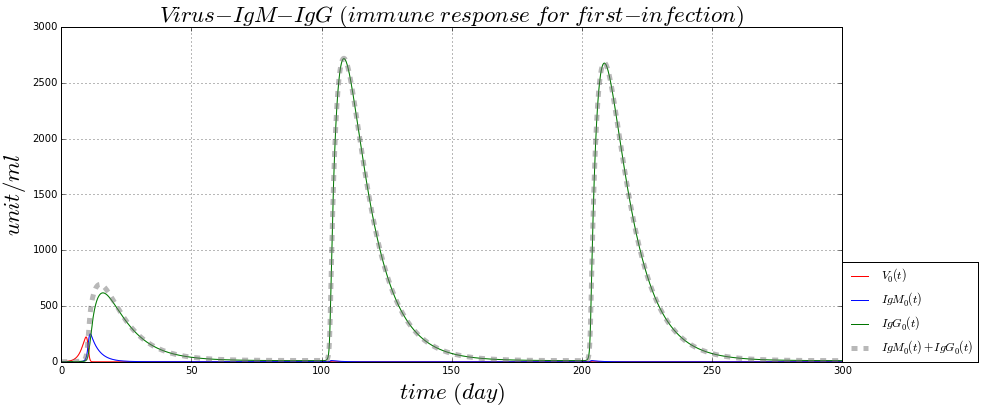 Virus−IgM−IgG (immune response for first−infection)
3000
2500
2000
1500
1000
500
0
unit/ml
0 50 100 150 200 250 300
time (day)
V₀(t)
IgM₀(t)
IgG₀(t)
IgM₀(t)+IgG₀(t)